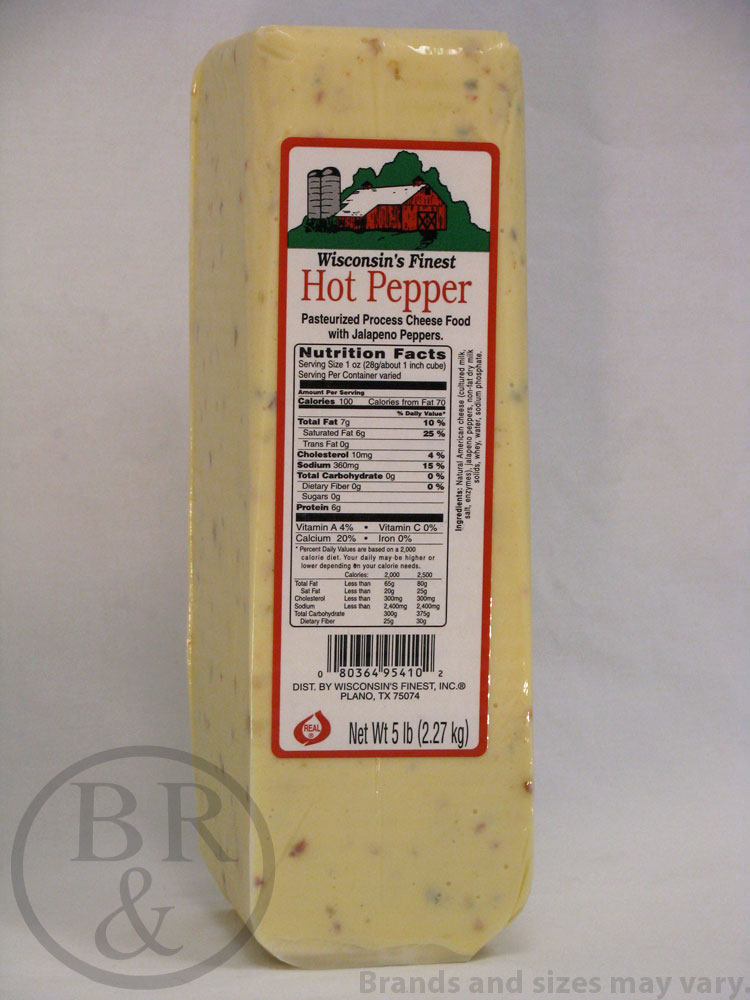 Wisconsin's Finest
Hot Pepper
Pasteurized Process Cheese Food
with Jalapeno Peppers.
Nutrition Facts
Serving Size 1 oz (28g/about 1 inch cube)
Serving Per Container varied
Amount Per Serving
Calories 100 Calories from Fat 70
% Daily Value*
Total Fat 7g 10 %
Saturated Fat 6g 25 %
Trans Fat 0g
Cholesterol 10mg 4 %
Sodium 360mg 15 %
Total Carbohydrate 0g 0 %
Dietary Fiber 0g 0 %
Sugars 0g
Protein 6g
Vitamin A 4% • Vitamin C 0%
Calcium 20% • Iron 0%
* Percent Daily Values are based on a 2,000
calorie diet. Your daily may be higher or
lower depending on your calorie needs.
Calories: 2,000 2,500
Total Fat Less than 65g 80g
Sat Fat Less than 20g 25g
Cholesterol Less than 300mg 300mg
Sodium Less than 2,400mg 2,400mg
Total Carbohydrate 300g 375g
Dietary Fiber 25g 30g
Ingredients: Natural American cheese (cultured milk,
salt, enzymes), jalapeno peppers, non-fat dry milk
solids, whey, water, sodium phosphate.
0 80364 95410 2
DIST. BY WISCONSIN'S FINEST, INC.®
PLANO, TX 75074
REAL ®
Net Wt 5 lb (2.27 kg)
BR
&
Brands and sizes may vary.